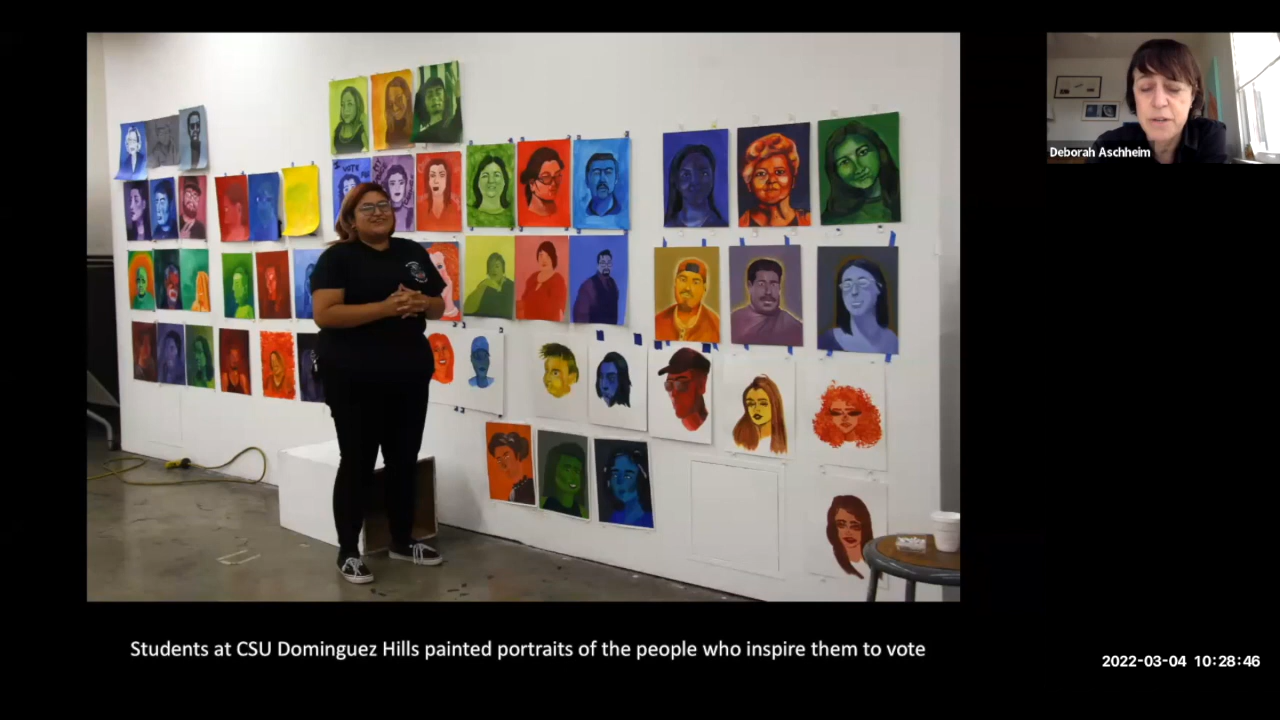 Deborah Aschheim
I VOTE
Students at CSU Dominguez Hills painted portraits of the people who inspire them to vote
2022-03-04 10:28:46